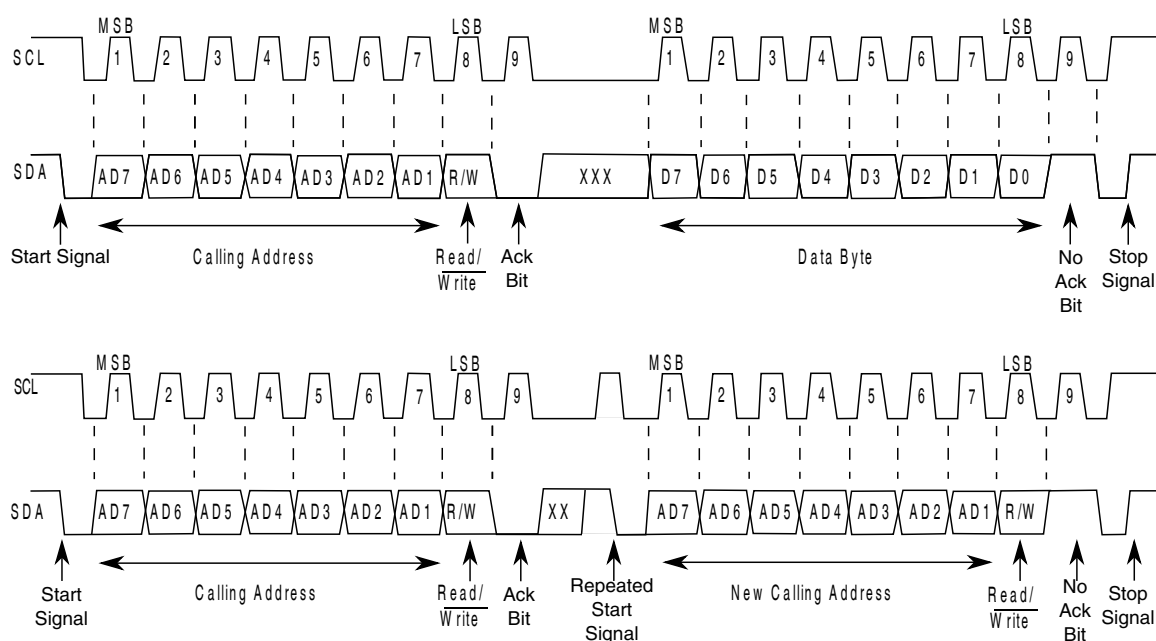 MSB LSB MSB LSB
SCL 1 2 3 4 5 6 7 8 9 1 2 3 4 5 6 7 8 9
SDA AD7 AD6 AD5 AD4 AD3 AD2 AD1 R/W XXX D7 D6 D5 D4 D3 D2 D1 D0
Start Signal Calling Address Read/ Ack Data Byte No Stop
Write Bit Ack Signal
Bit
MSB LSB MSB LSB
SCL 1 2 3 4 5 6 7 8 9 1 2 3 4 5 6 7 8 9
SDA AD7 AD6 AD5 AD4 AD3 AD2 AD1 R/W XX AD7 AD6 AD5 AD4 AD3 AD2 AD1 R/W
Start Calling Address Read/ Ack Repeated New Calling Address Read/ No Stop
Signal Write Bit Start Write Ack Signal
Signal Bit